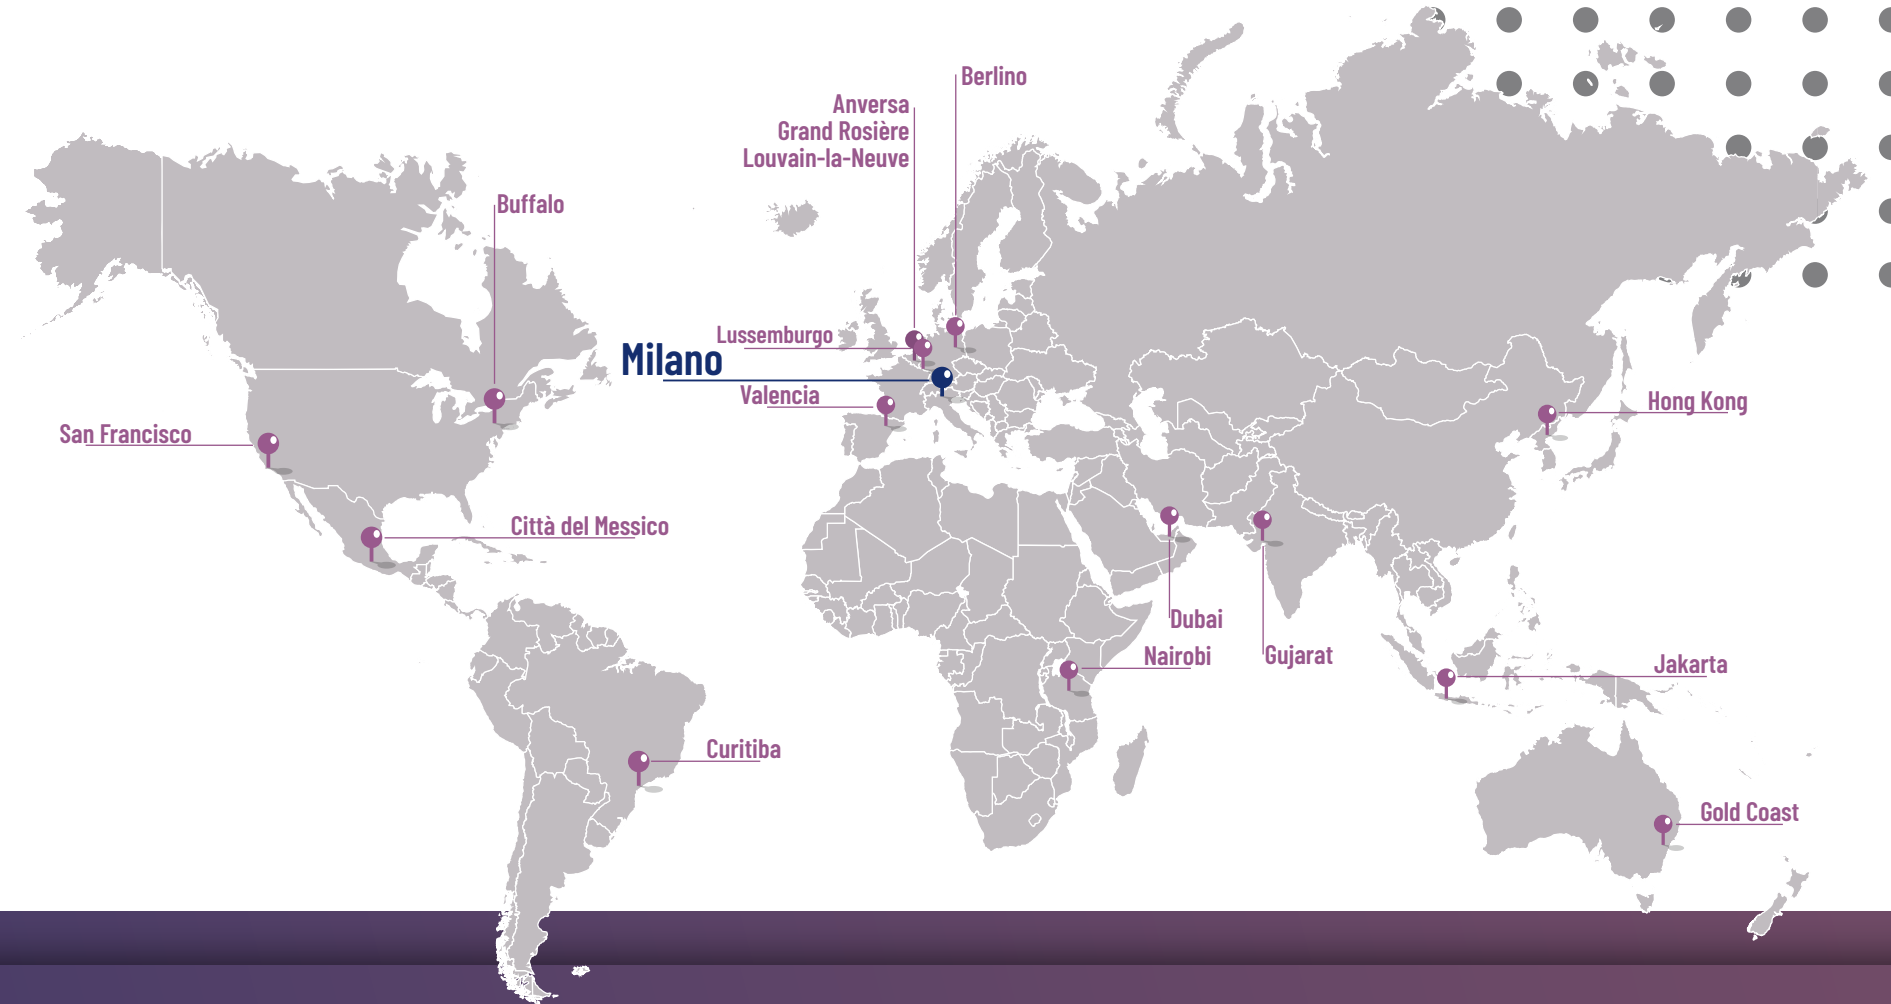 Berlino
Anversa
Grand Rosière
Louvain-la-Neuve
Buffalo
Lussemburgo
Milano
Valencia
Hong Kong
San Francisco
Città del Messico
Dubai
Nairobi
Gujarat
Jakarta
Curitiba
Gold Coast